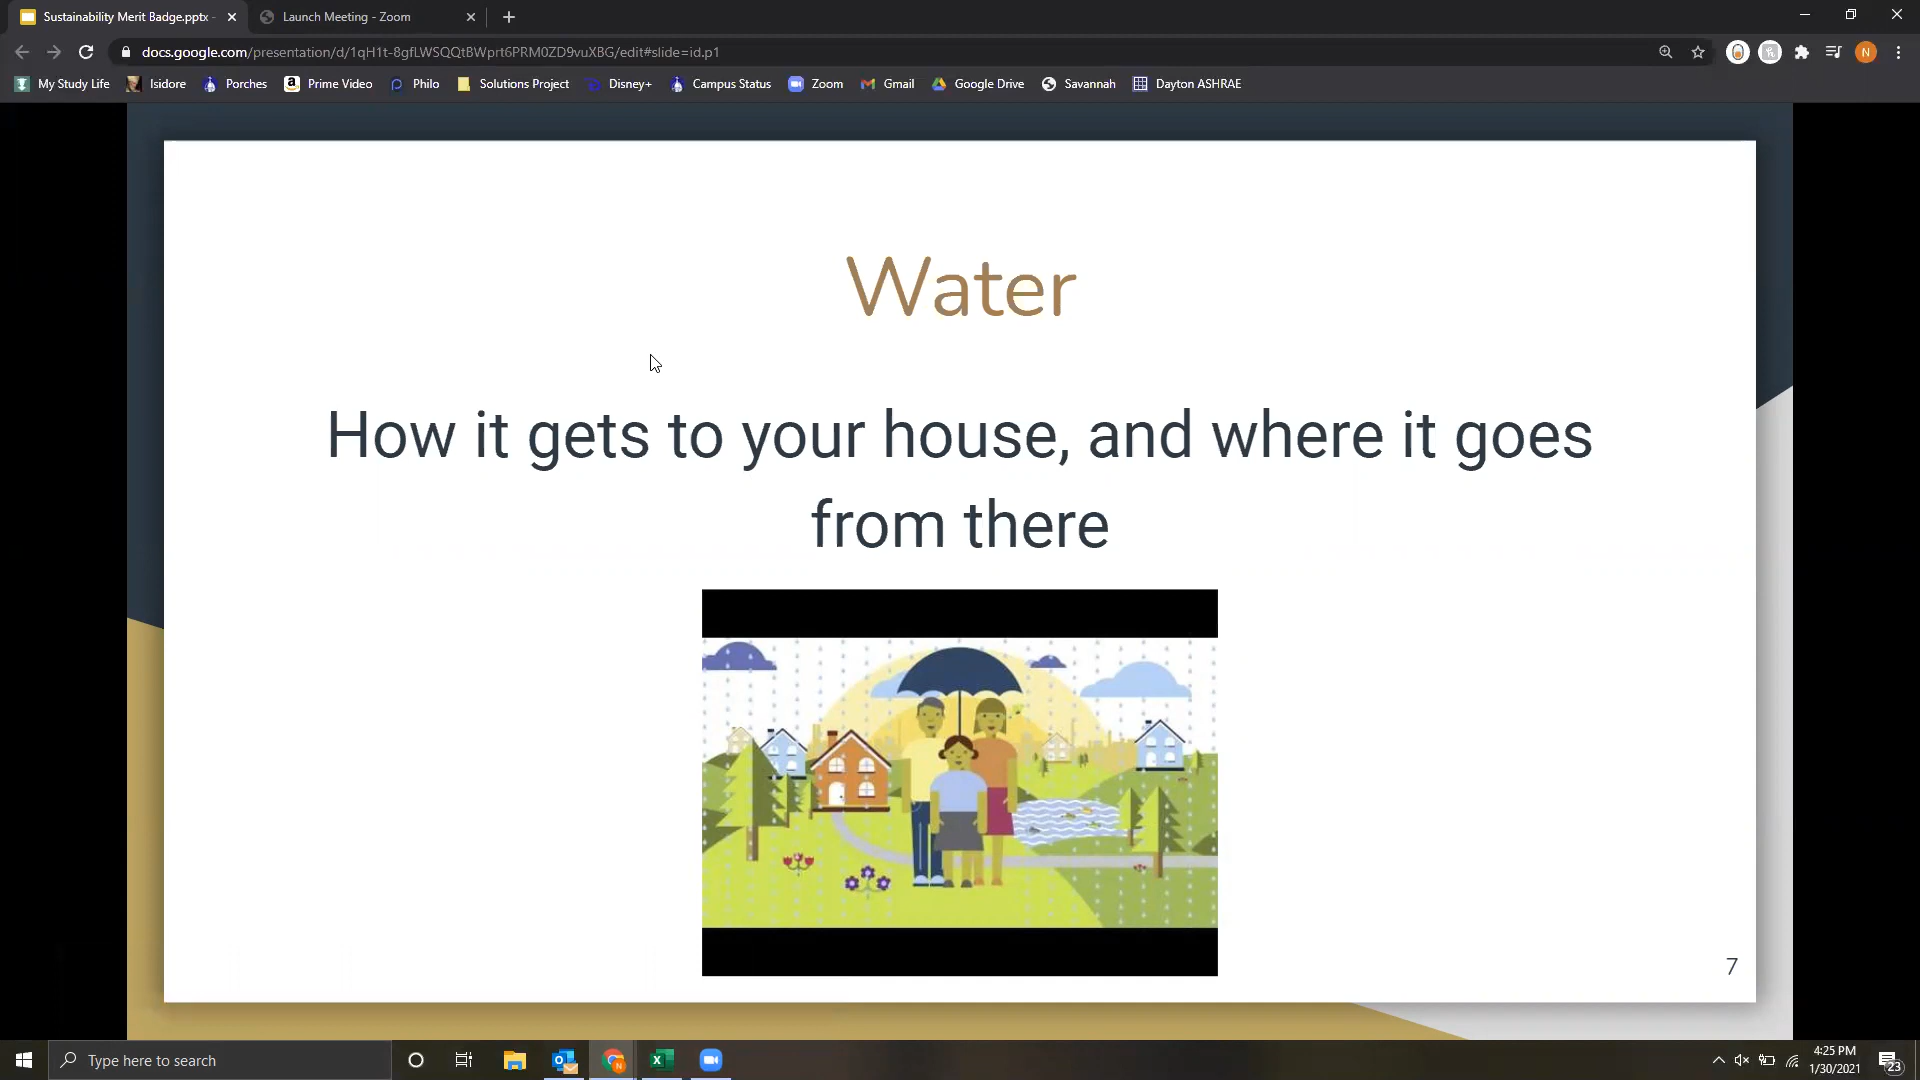 Sustainability Merit Badge.pptx -
Launch Meeting - Zoom
docs.google.com/presentation/d/1qH1t-8gfLWSQQtBWprt6PRM0ZD9vuXBG/edit#slide=id.p1
N
My Study Life Isidore Porches Prime Video Philo Solutions Project Disney+ Campus Status Zoom Gmail Google Drive Savannah Dayton ASHRAE
Water
How it gets to your house, and where it goes
from there
7
Type here to search
4:25 PM
1/30/2021
23